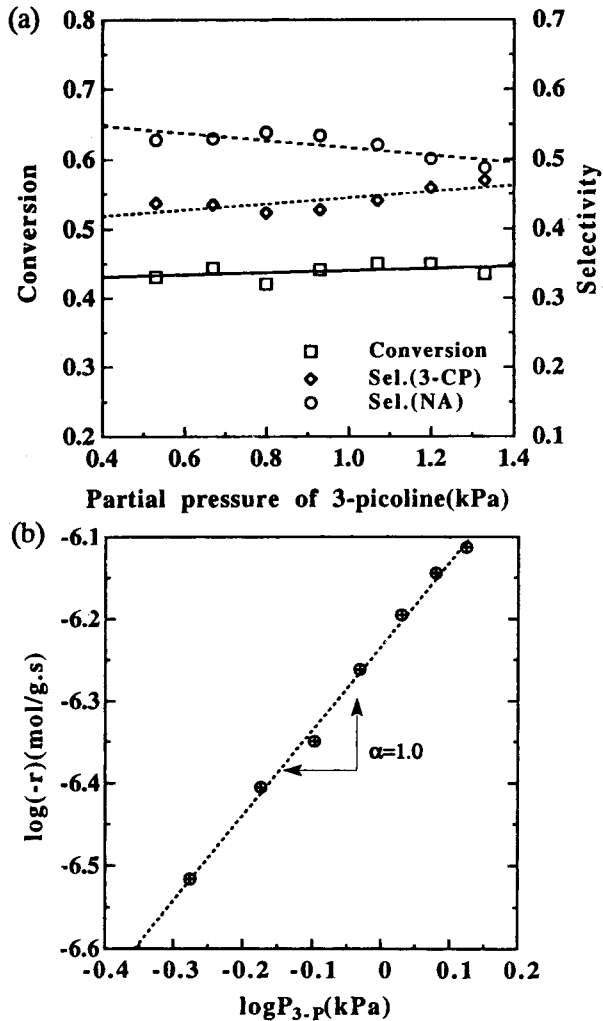 (a)
0.8
0.7
0.6
0.5
0.4
0.3
0.2
Conversion
0.7
0.6
0.5
0.4
0.3
0.2
0.1
Selectivity
Conversion
Sel.(3-CP)
Sel.(NA)
0.4 0.6 0.8 1.0 1.2 1.4
Partial pressure of 3-picoline(kPa)
(b)
-6.1
-6.2
-6.3
-6.4
-6.5
-6.6
log(-r)(mol/g.s)
α=1.0
-0.4 -0.3 -0.2 -0.1 0 0.1 0.2
logP3-P(kPa)